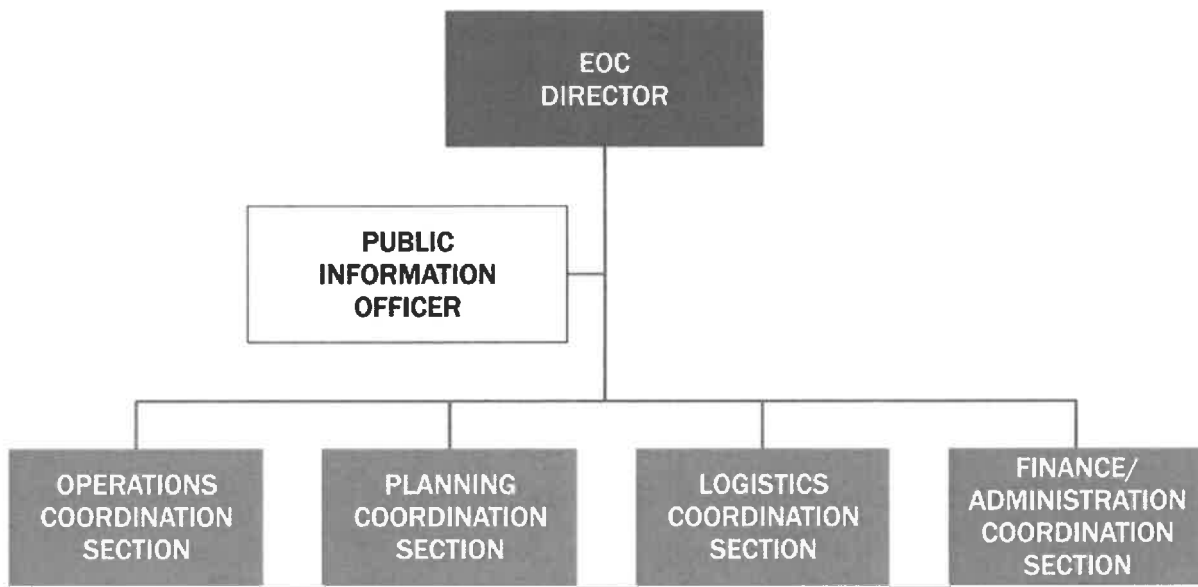 EOC
DIRECTOR
PUBLIC
INFORMATION
OFFICER
OPERATIONS
COORDINATION
SECTION
PLANNING
COORDINATION
SECTION
LOGISTICS
COORDINATION
SECTION
FINANCE/
ADMINISTRATION
COORDINATION
SECTION